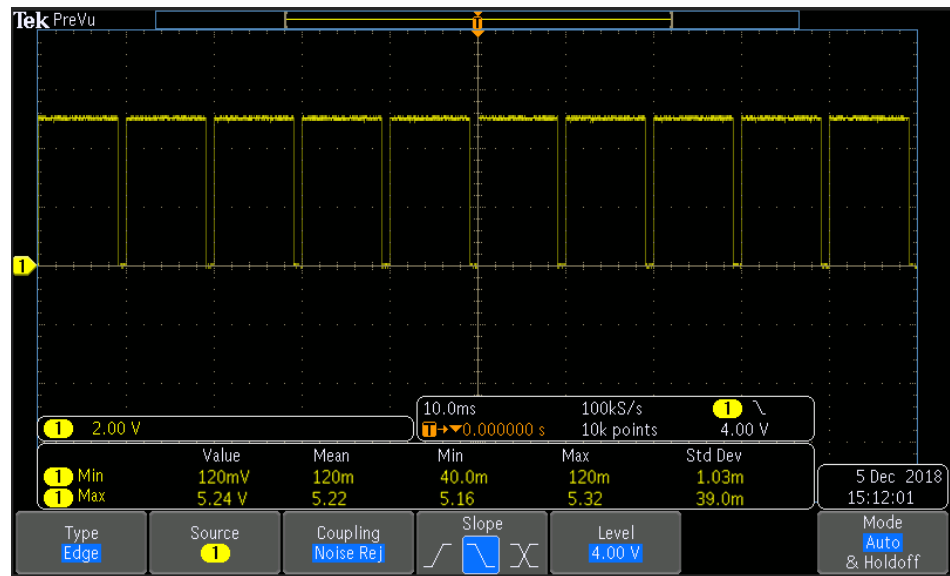 Tek PreVu
T
1
10.0ms 100kS/s 1
T→▼0.000000 s 10k points 4.00 V
1 2.00 V
Value Mean Min Max Std Dev
1 Min 120mV 120m 40.0m 120m 1.03m
1 Max 5.24 V 5.22 5.16 5.32 39.0m
5 Dec 2018
15:12:01
Type
Edge
Source
1
Coupling
Noise Rej
Slope
Level
4.00 V
Mode
Auto
& Holdoff